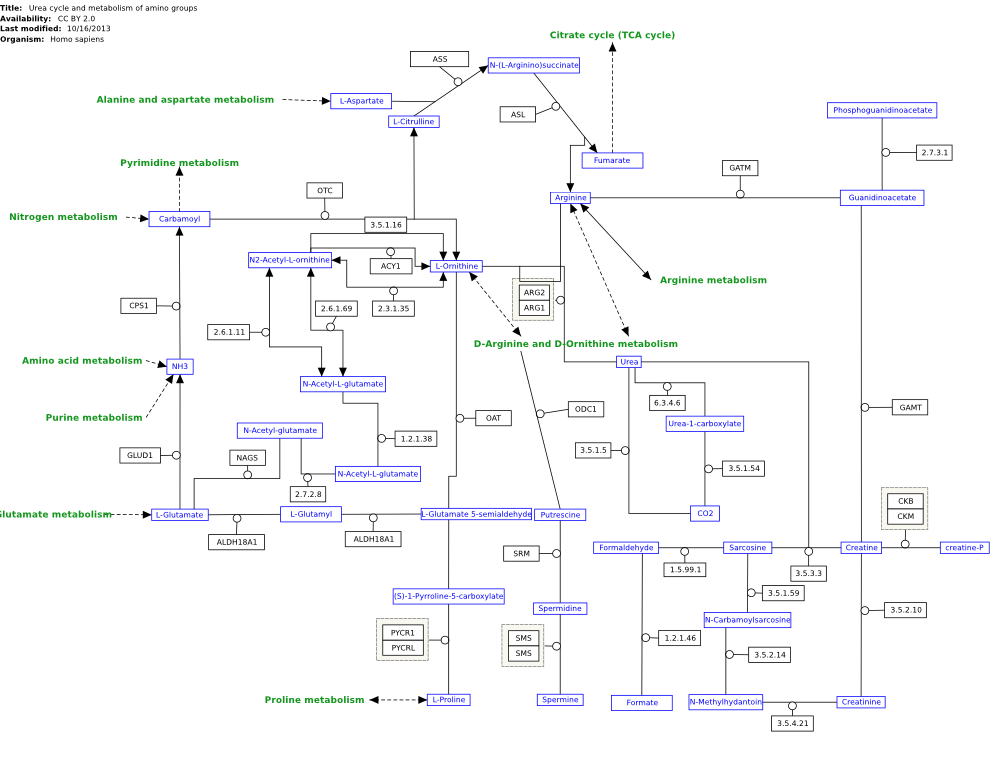 Title: Urea cycle and metabolism of amino groups
Availability: CC BY 2.0
Last modified: 10/16/2013
Organism: Homo sapiens
Citrate cycle (TCA cycle)
ASS
N-(L-Arginino)succinate
Alanine and aspartate metabolism
L-Aspartate
Phosphoguanidinoacetate
ASL
L-Citrulline
2.7.3.1
Pyrimidine metabolism
Fumarate
GATM
OTC
Arginine
Guanidinoacetate
Nitrogen metabolism
Carbamoyl
3.5.1.16
N2-Acetyl-L-ornithine
ACY1
L-Ornithine
Arginine metabolism
ARG2
ARG1
CPS1
2.6.1.69
2.3.1.35
2.6.1.11
D-Arginine and D-Ornithine metabolism
Amino acid metabolism
NH3
Urea
N-Acetyl-L-glutamate
6.3.4.6
Purine metabolism
OAT
ODC1
GAMT
Urea-1-carboxylate
N-Acetyl-glutamate
1.2.1.38
3.5.1.5
GLUD1
NAGS
N-Acetyl-L-glutamate
3.5.1.54
2.7.2.8
CKB
CKM
Glutamate metabolism
L-Glutamate
L-Glutamyl
L-Glutamate 5-semialdehyde
Putrescine
CO2
ALDH18A1
ALDH18A1
SRM
Formaldehyde
Sarcosine
Creatine
creatine-P
1.5.99.1
3.5.3.3
(S)-1-Pyrroline-5-carboxylate
3.5.1.59
Spermidine
3.5.2.10
N-Carbamoylsarcosine
PYCR1
PYCRL
SMS
SMS
1.2.1.46
3.5.2.14
Proline metabolism
L-Proline
Spermine
Formate
N-Methylhydantoin
Creatinine
3.5.4.21